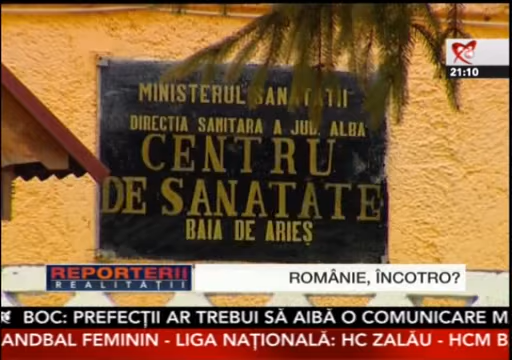 21:10
MINISTERUL SANATATII
DIRECTIA SANITARA A JUD. ALBA
CENTRU
DE SANATATE
BAIA DE ARIEȘ
REPORTERII
REALITĂȚII
ROMÂNIE, ÎNCOTRO?
BOC: PREFECȚII AR TREBUI SĂ AIBĂ O COMUNICARE M
ANDBAL FEMININ - LIGA NAȚIONALĂ: HC ZALĂU - HCM B